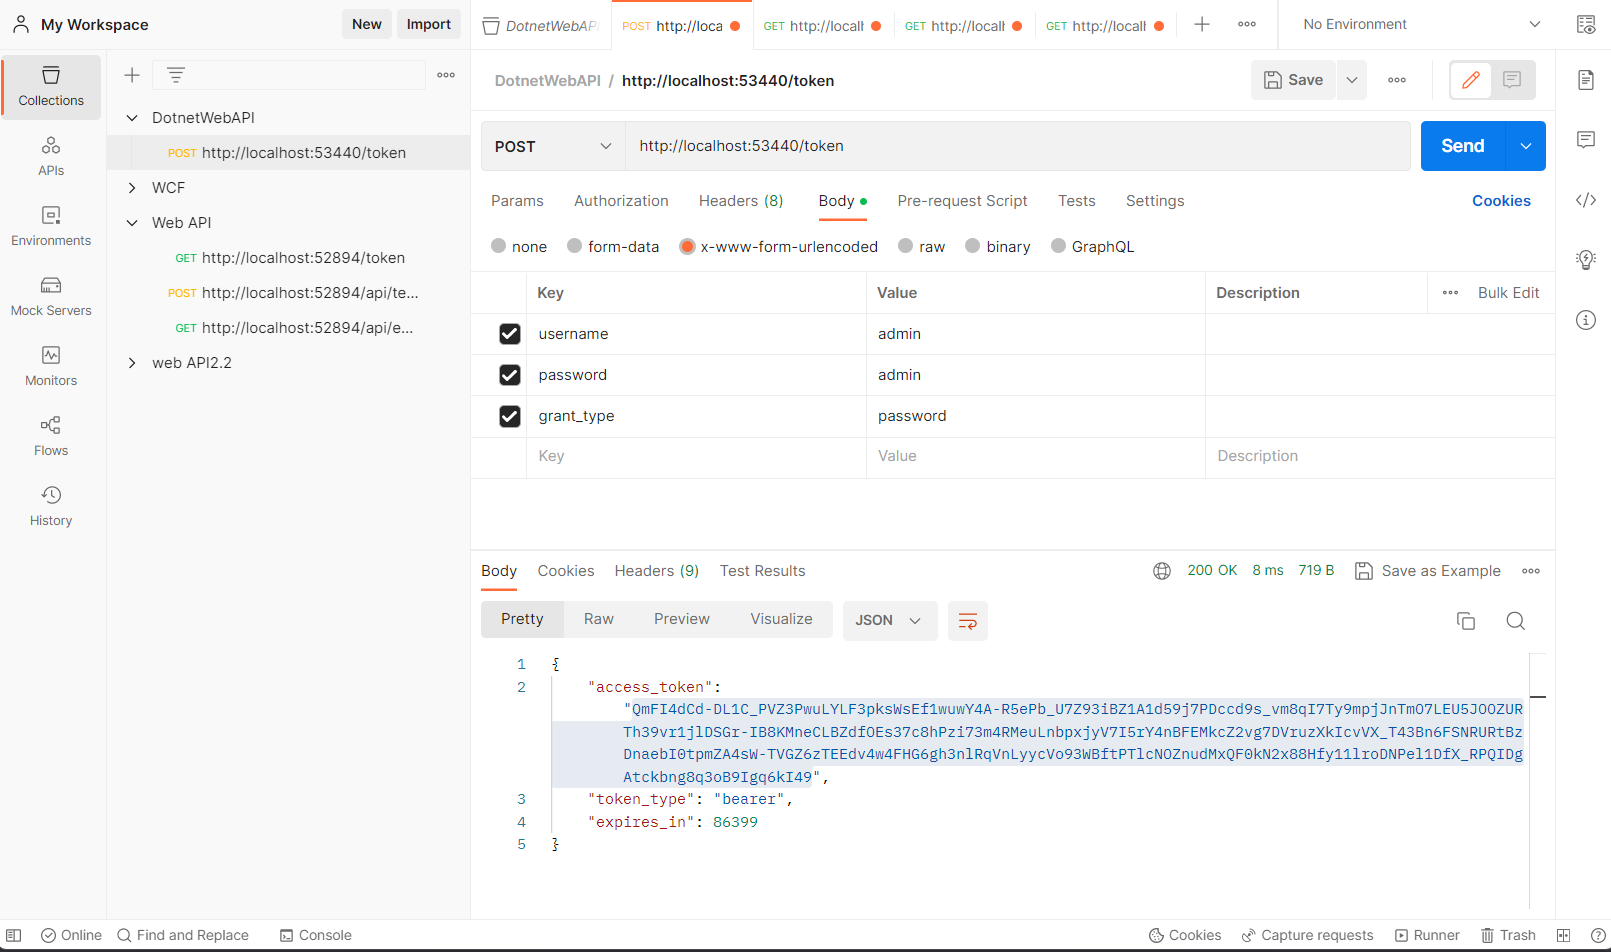 My Workspace
New
Import
DotnetWebAPI
POST http://loca
GET http://locall
GET http://locall
GET http://locall
No Environment
Collections
APIs
Environments
Mock Servers
Monitors
Flows
History
DotnetWebAPI
POST http://localhost:53440/token
WCF
Web API
GET http://localhost:52894/token
POST http://localhost:52894/api/te...
GET http://localhost:52894/api/e...
web API2.2
DotnetWebAPI / http://localhost:53440/token
Save
POST
http://localhost:53440/token
Send
Params Authorization Headers (8) Body Pre-request Script Tests Settings Cookies
none form-data x-www-form-urlencoded raw binary GraphQL
Key Value Description Bulk Edit
username admin
password admin
grant_type password
Key Value Description
Body Cookies Headers (9) Test Results 200 OK 8 ms 719 B Save as Example
Pretty Raw Preview Visualize JSON
1 {
2 "access_token":
"QmFI4dCd-DL1C_PVZ3PwuLYLF3pksWsEf1wuwY4A-R5ePb_U7Z93iBZ1A1d59j7PDccd9s_vm8qI7Ty9mpjJnTmO7LEU5JOOZUR
Th39vr1jlDSGr-IB8KMneCLBZdfOEs37c8hPzi73m4RMeuLnbpxjyV7I5rY4nBFEMkcZ2vg7DVruzXkIcvVX_T43Bn6FSNRURtBz
DnaebI0tpmZA4sW-TVGZ6zTEEdv4w4FHG6gh3nlRqVnLyycVo93WBftPTlcNOZnudMxQF0kN2x88Hfy11lroDNPel1DfX_RPQIDg
Atckbng8q3oB9Igq6kI49",
3 "token_type": "bearer",
4 "expires_in": 86399
5 }
Online
Find and Replace
Console
Cookies
Capture requests
Runner
Trash